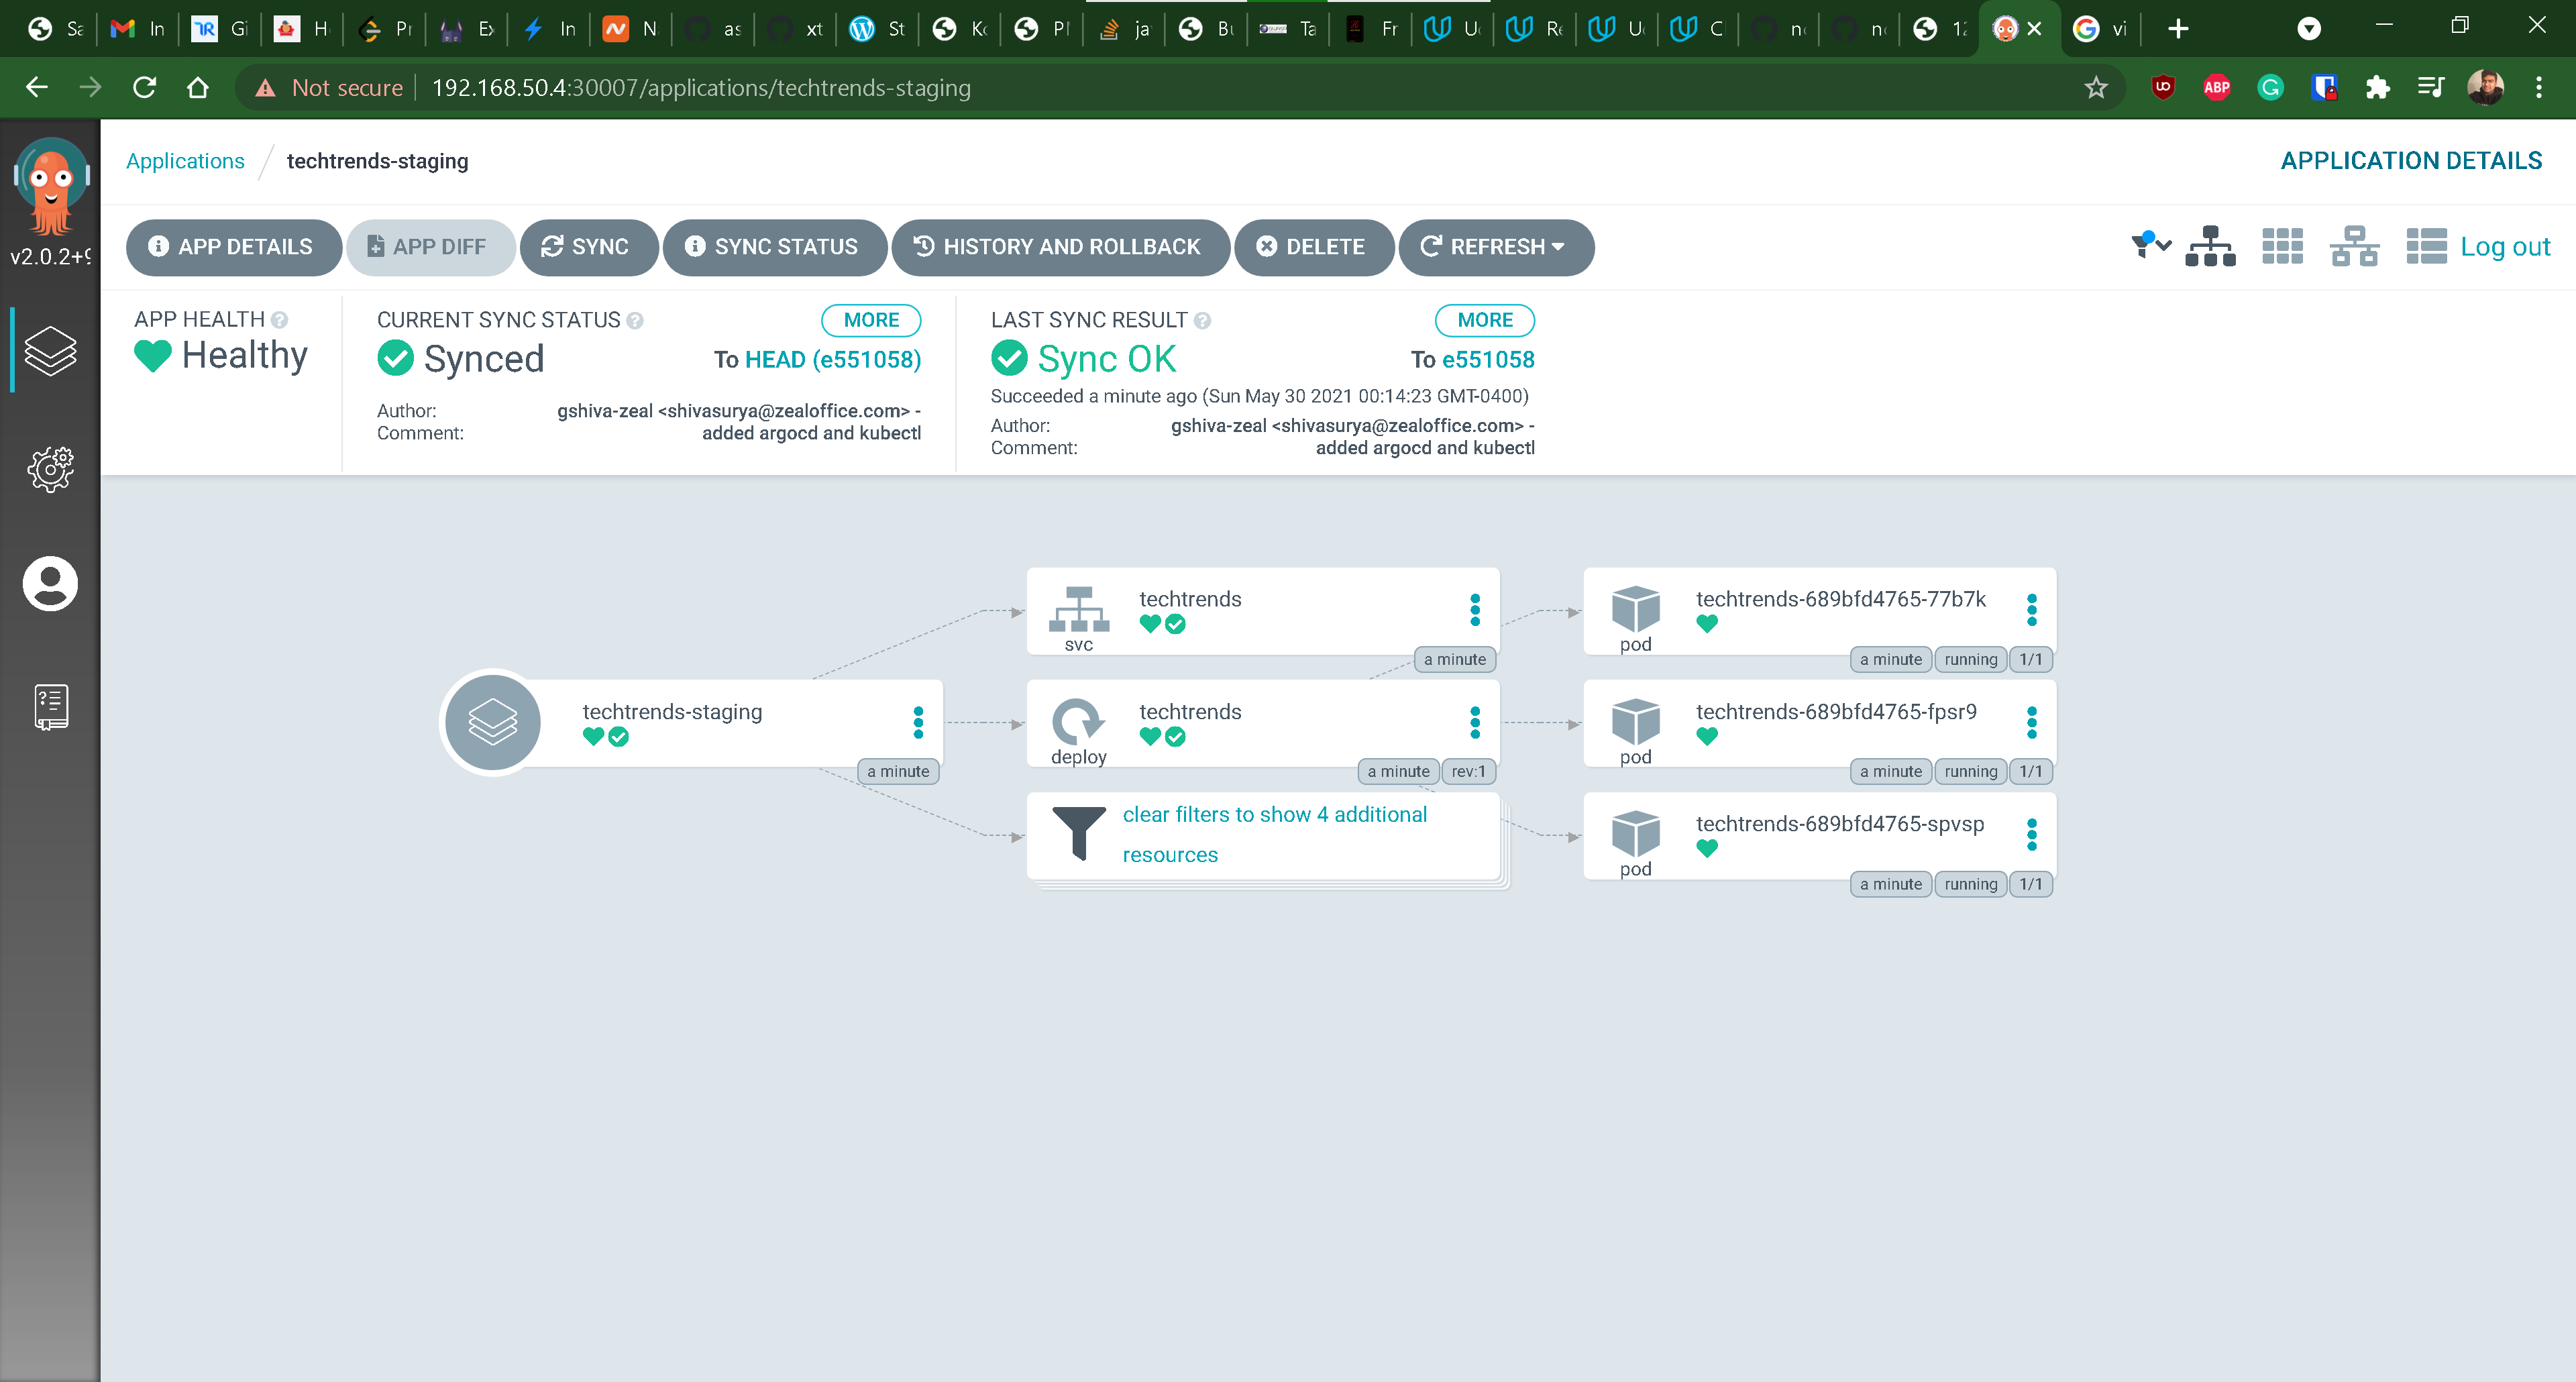 Sa In Gi H Pr Ex In N as xt St Ko Pl ja Bu Ta Fr U Re U C n n 12 vi
Not secure 192.168.50.4:30007/applications/techtrends-staging
Applications / techtrends-staging
APPLICATION DETAILS
v2.0.2+9
APP DETAILS APP DIFF SYNC SYNC STATUS HISTORY AND ROLLBACK DELETE REFRESH
Log out
APP HEALTH
Healthy
CURRENT SYNC STATUS MORE
Synced To HEAD (e551058)
Author: gshiva-zeal <shivasurya@zealoffice.com> -
Comment: added argocd and kubectl
LAST SYNC RESULT MORE
Sync OK To e551058
Succeeded a minute ago (Sun May 30 2021 00:14:23 GMT-0400)
Author: gshiva-zeal <shivasurya@zealoffice.com> -
Comment: added argocd and kubectl
techtrends-staging
a minute
techtrends
svc
a minute
techtrends
deploy
a minute rev:1
clear filters to show 4 additional
resources
techtrends-689bfd4765-77b7k
pod
a minute running 1/1
techtrends-689bfd4765-fpsr9
pod
a minute running 1/1
techtrends-689bfd4765-spvsp
pod
a minute running 1/1